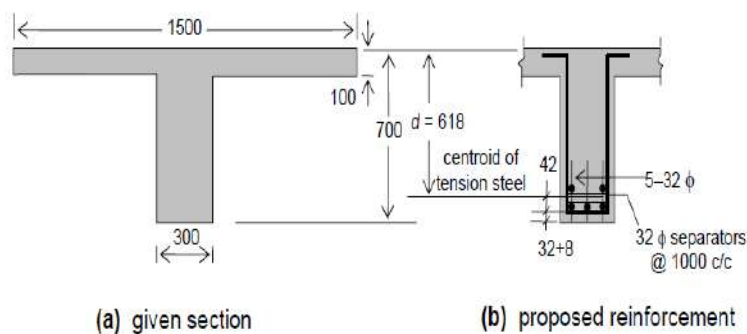 1500
100
700
d = 618
centroid of
tension steel
42
5–32 ϕ
300
32+8
32 ϕ separators
@ 1000 c/c
(a) given section
(b) proposed reinforcement